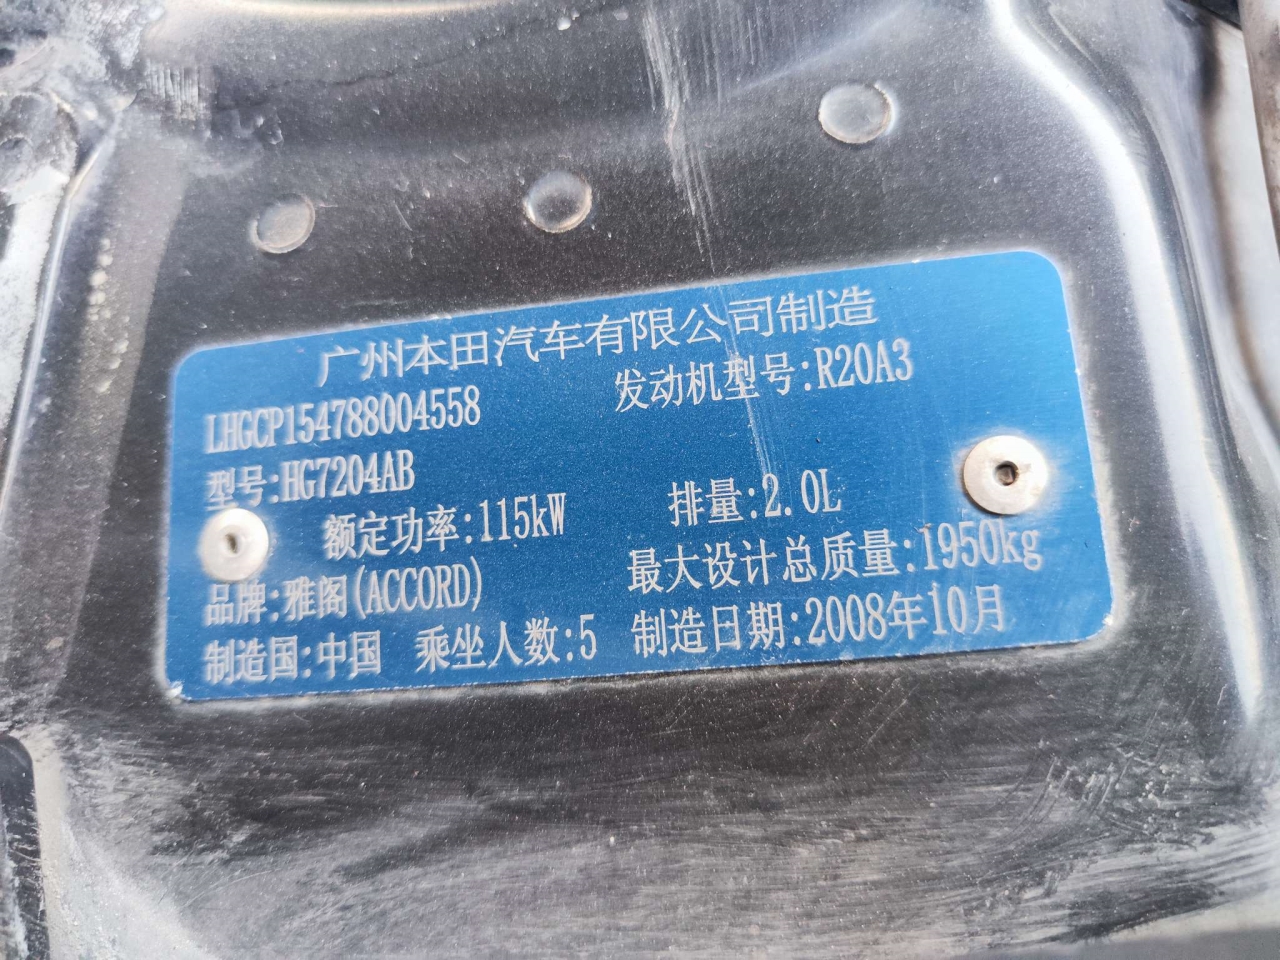 广州本田汽车有限公司制造
LHGCP154788004558 发动机型号:R20A3
型号:HG7204AB
额定功率:115kW 排量:2.0L
品牌:雅阁(ACCORD) 最大设计总质量:1950kg
制造国:中国 乘坐人数:5 制造日期:2008年10月